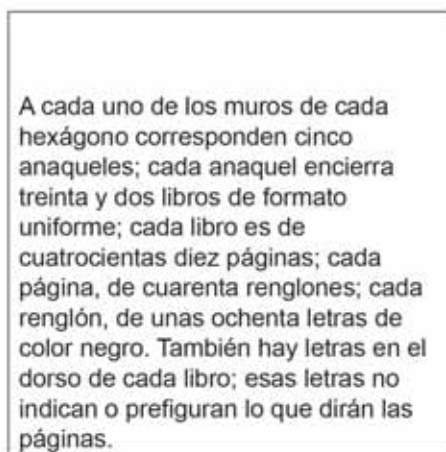 A cada uno de los muros de cada
hexágono corresponden cinco
anaqueles; cada anaquel encierra
treinta y dos libros de formato
uniforme; cada libro es de
cuatrocientas diez páginas; cada
página, de cuarenta renglones; cada
renglón, de unas ochenta letras de
color negro. También hay letras en el
dorso de cada libro; esas letras no
indican o prefiguran lo que dirán las
páginas.